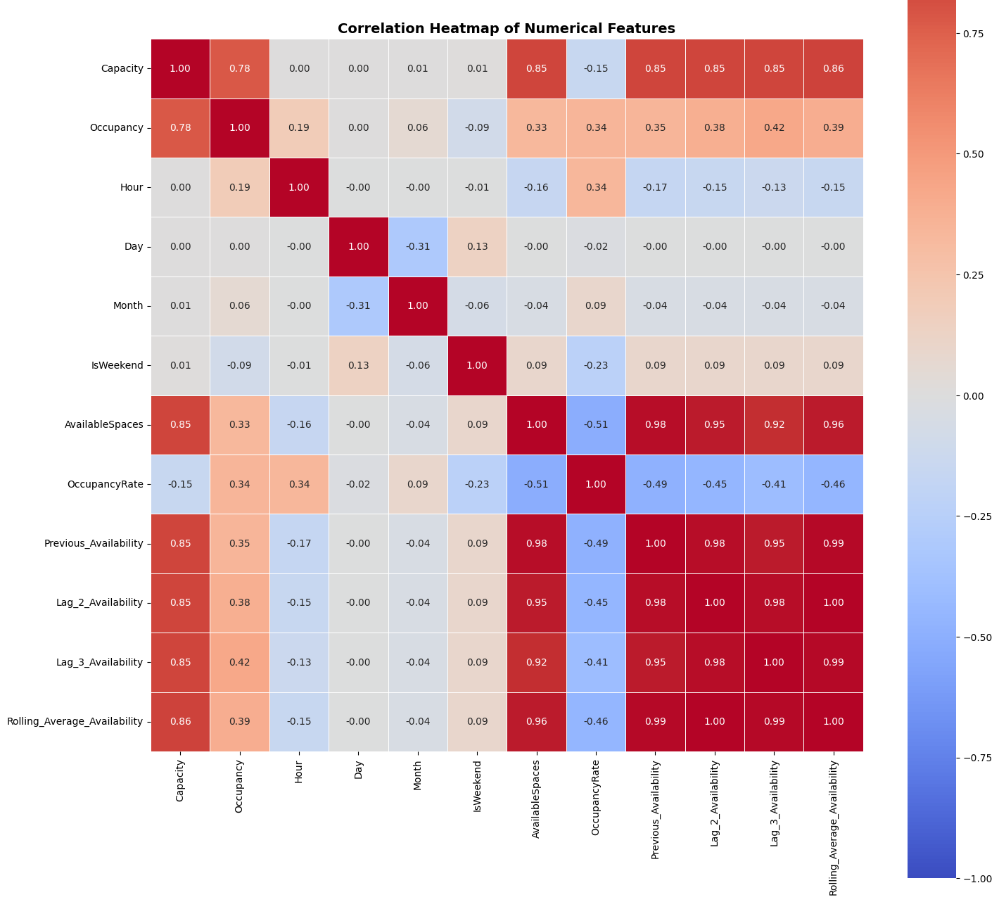 Correlation Heatmap of Numerical Features
Capacity 1.00 0.78 0.00 0.00 0.01 0.01 0.85 -0.15 0.85 0.85 0.85 0.86
Occupancy 0.78 1.00 0.19 0.00 0.06 -0.09 0.33 0.34 0.35 0.38 0.42 0.39
Hour 0.00 0.19 1.00 -0.00 -0.00 -0.01 -0.16 0.34 -0.17 -0.15 -0.13 -0.15
Day 0.00 0.00 -0.00 1.00 -0.31 0.13 -0.00 -0.02 -0.00 -0.00 -0.00 -0.00
Month 0.01 0.06 -0.00 -0.31 1.00 -0.06 -0.04 0.09 -0.04 -0.04 -0.04 -0.04
IsWeekend 0.01 -0.09 -0.01 0.13 -0.06 1.00 0.09 -0.23 0.09 0.09 0.09 0.09
AvailableSpaces 0.85 0.33 -0.16 -0.00 -0.04 0.09 1.00 -0.51 0.98 0.95 0.92 0.96
OccupancyRate -0.15 0.34 0.34 -0.02 0.09 -0.23 -0.51 1.00 -0.49 -0.45 -0.41 -0.46
Previous_Availability 0.85 0.35 -0.17 -0.00 -0.04 0.09 0.98 -0.49 1.00 0.98 0.95 0.99
Lag_2_Availability 0.85 0.38 -0.15 -0.00 -0.04 0.09 0.95 -0.45 0.98 1.00 0.98 1.00
Lag_3_Availability 0.85 0.42 -0.13 -0.00 -0.04 0.09 0.92 -0.41 0.95 0.98 1.00 0.99
Rolling_Average_Availability 0.86 0.39 -0.15 -0.00 -0.04 0.09 0.96 -0.46 0.99 1.00 0.99 1.00
Capacity
Occupancy
Hour
Day
Month
IsWeekend
AvailableSpaces
OccupancyRate
Previous_Availability
Lag_2_Availability
Lag_3_Availability
Rolling_Average_Availability
0.75
0.50
0.25
0.00
−0.25
−0.50
−0.75
−1.00